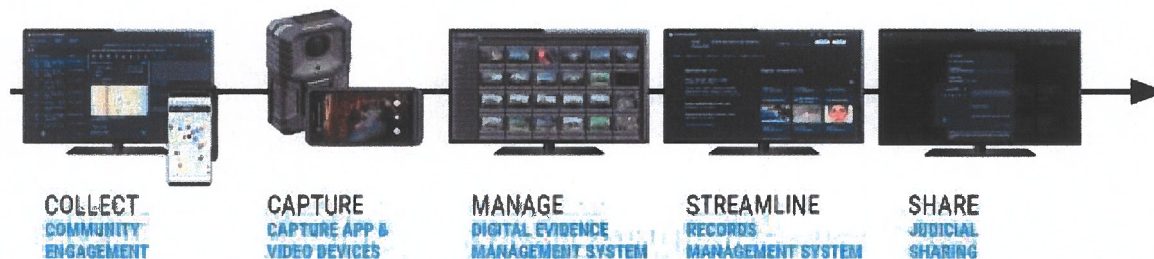 COLLECT
COMMUNITY
ENGAGEMENT
CAPTURE
CAPTURE APP &
VIDEO DEVICES
MANAGE
DIGITAL EVIDENCE
MANAGEMENT SYSTEM
STREAMLINE
RECORDS
MANAGEMENT SYSTEM
SHARE
JUDICIAL
SHARING